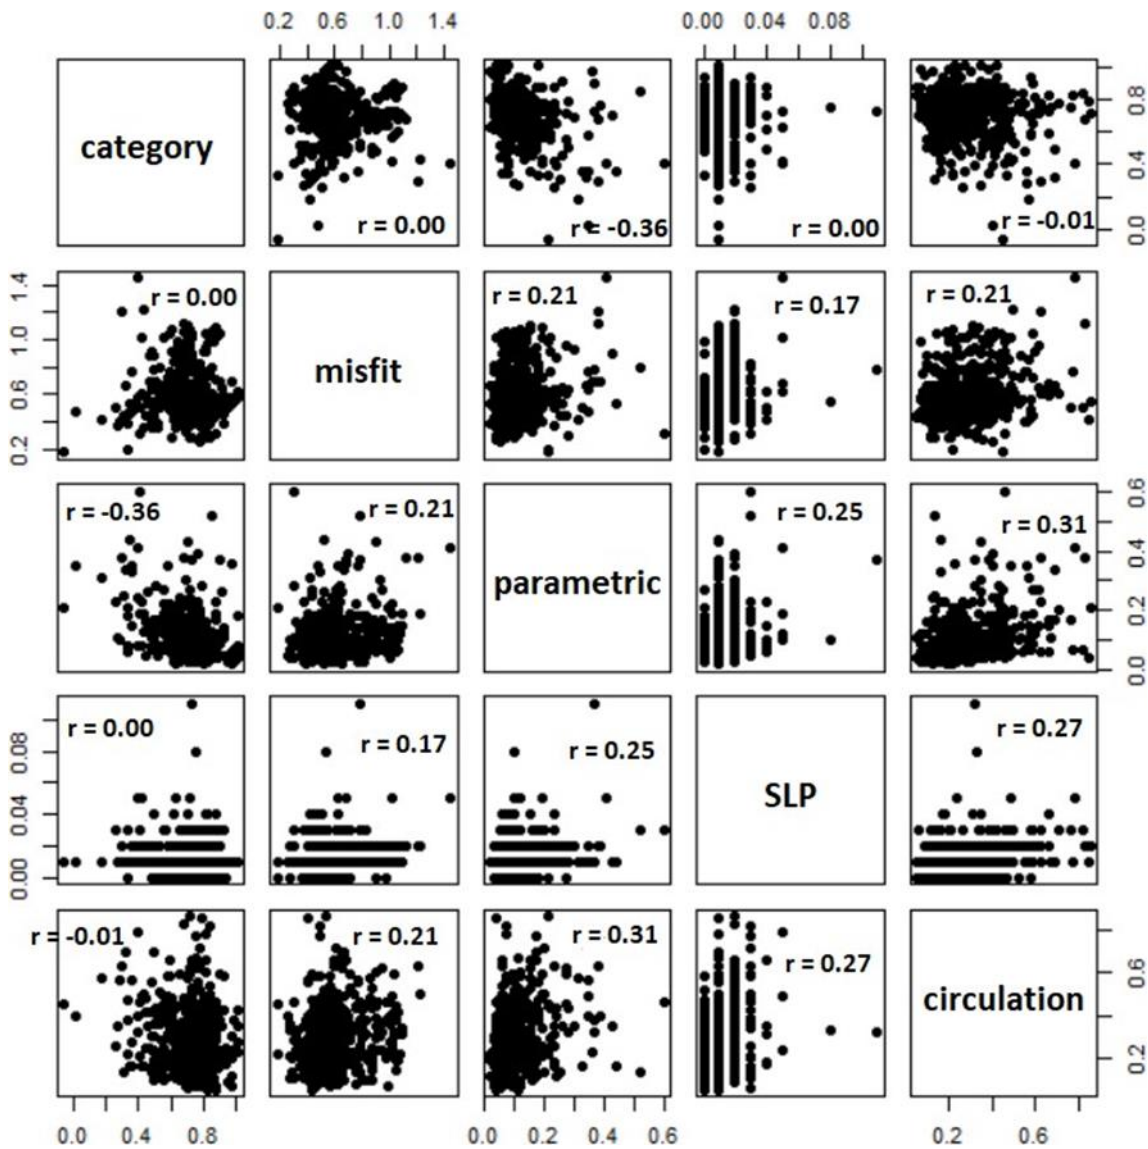 0.2 0.6 1.0 1.4 0.00 0.04 0.08
category r = 0.00 r = -0.36 r = 0.00 r = -0.01 0.0 0.4 0.8
0.2 0.6 1.0 1.4 r = 0.00 misfit r = 0.21 r = 0.17 r = 0.21
r = -0.36 r = 0.21 parametric r = 0.25 r = 0.31 0.0 0.2 0.4 0.6
0.00 0.04 0.08 r = 0.00 r = 0.17 r = 0.25 SLP r = 0.27
r = -0.01 r = 0.21 r = 0.31 r = 0.27 circulation 0.2 0.6
0.0 0.4 0.8 0.0 0.2 0.4 0.6 0.2 0.6